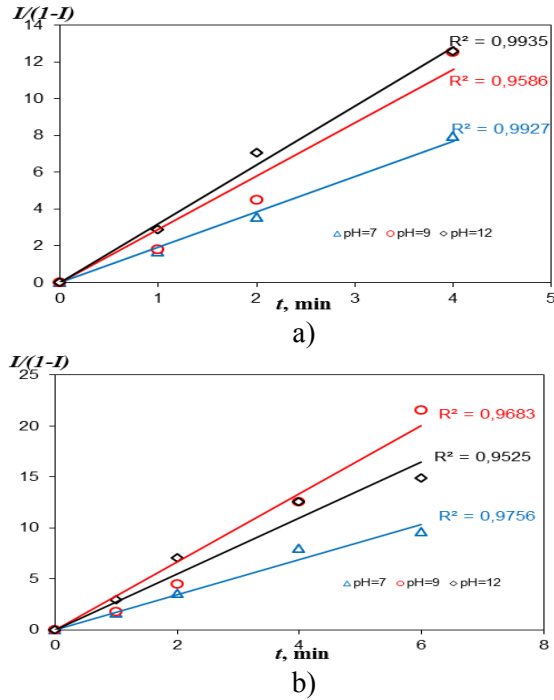 I/(1-I)
14
12
10
8
6
4
2
0
R² = 0,9935
R² = 0,9586
R² = 0,9927
pH=7 pH=9 pH=12
0 1 2 3 4 5
t, min
a)
I/(1-I)
25
20
15
10
5
0
R² = 0,9683
R² = 0,9525
R² = 0,9756
pH=7 pH=9 pH=12
0 2 4 6 8
t, min
b)